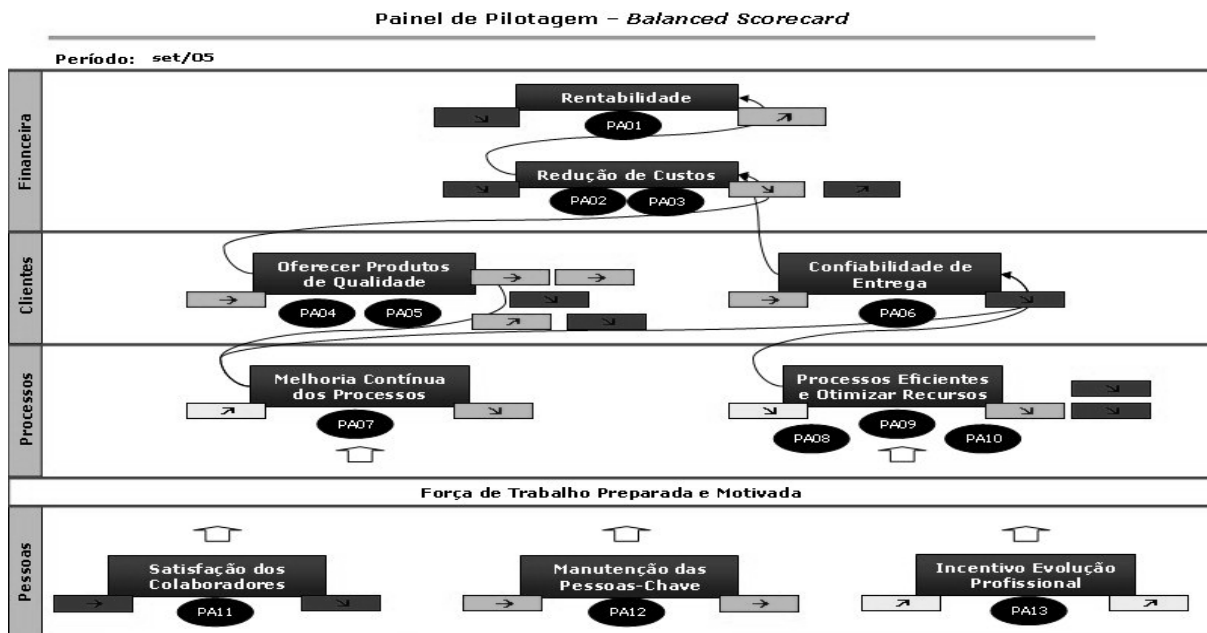 Painel de Pilotagem – Balanced Scorecard
Período: set/05
Financeira
Rentabilidade
PA01
Redução de Custos
PA02
PA03
Clientes
Oferecer Produtos
de Qualidade
PA04
PA05
Confiabilidade de
Entrega
PA06
Processos
Melhoria Contínua
dos Processos
PA07
Processos Eficientes
e Otimizar Recursos
PA08
PA09
PA10
Força de Trabalho Preparada e Motivada
Pessoas
Satisfação dos
Colaboradores
PA11
Manutenção das
Pessoas-Chave
PA12
Incentivo Evolução
Profissional
PA13